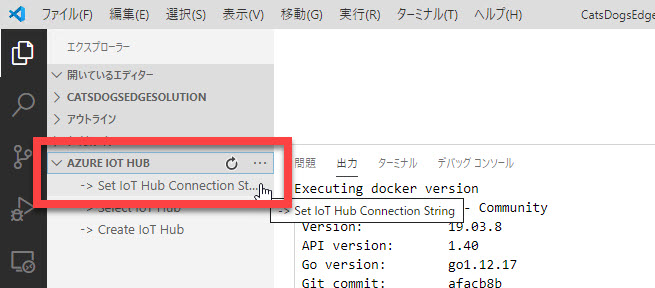 ファイル(F) 編集(E) 選択(S) 表示(V) 移動(G) 実行(R) ターミナル(T) ヘルプ(H) CatsDogsEdge
エクスプローラー
開いているエディター
CATSDOGSEDGESOLUTION
アウトライン
AZURE IOT HUB
-> Set IoT Hub Connection St...
-> Set IoT Hub Connection String
-> Select IoT Hub
-> Create IoT Hub
問題 出力 ターミナル デバッグ コンソール
Executing docker version
- Community
Version: 19.03.8
API version: 1.40
Go version: go1.12.17
Git commit: afacb8b